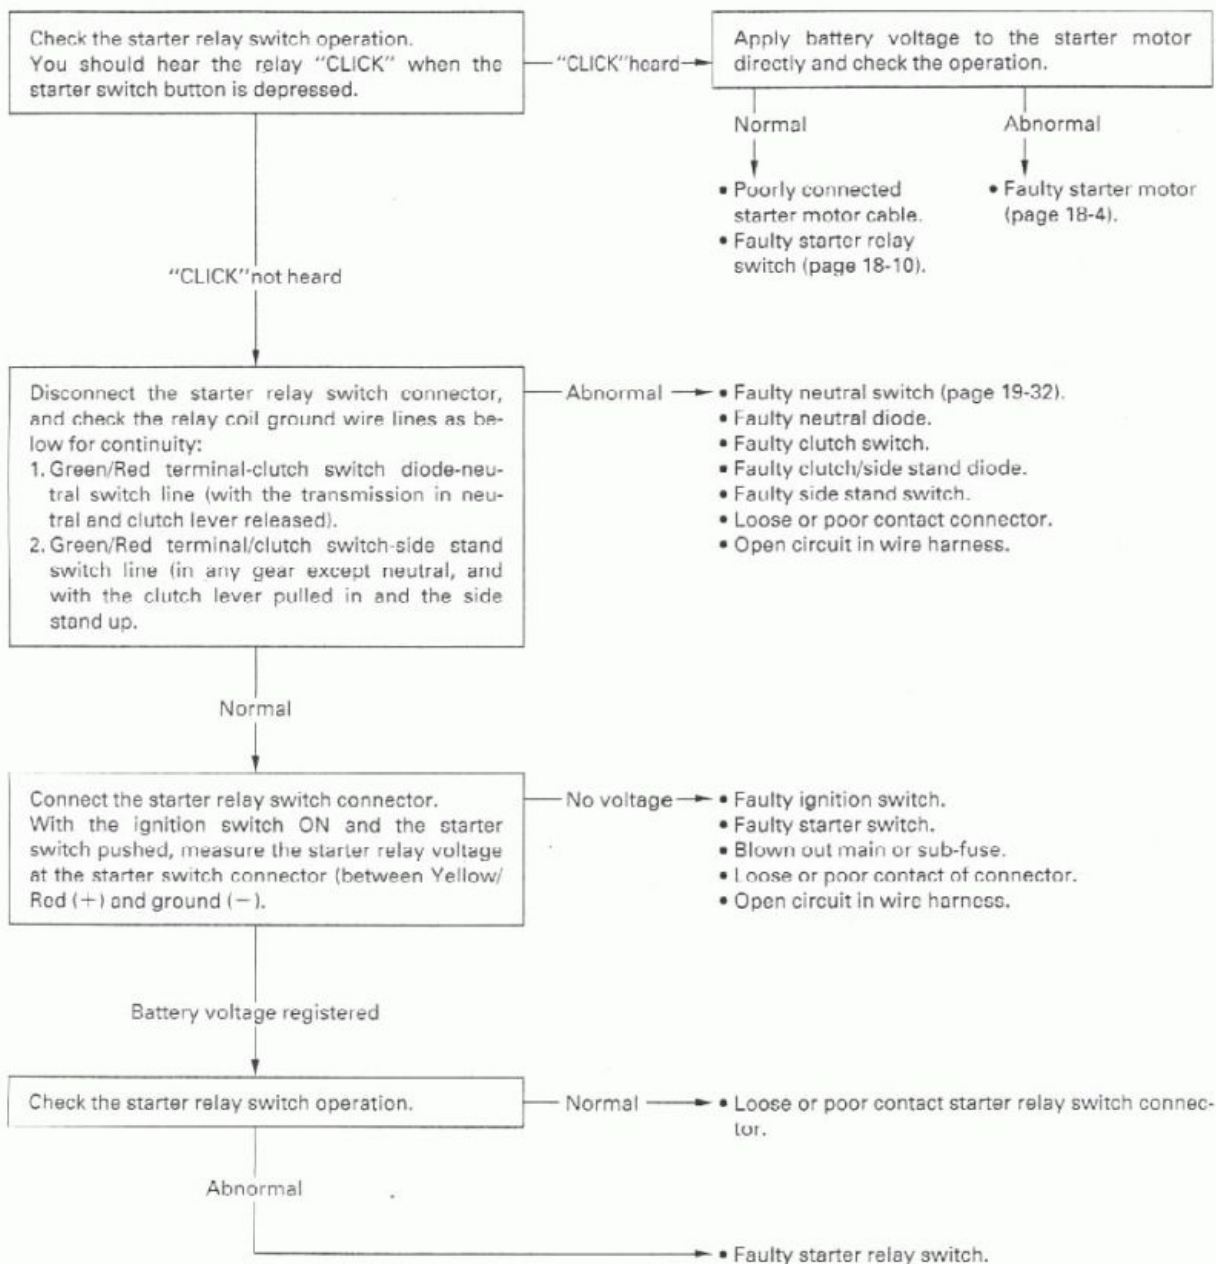 Check the starter relay switch operation.
You should hear the relay “CLICK” when the
starter switch button is depressed.
“CLICK”heard
Apply battery voltage to the starter motor
directly and check the operation.
Normal
Abnormal
• Poorly connected
starter motor cable.
• Faulty starter relay
switch (page 18-10).
• Faulty starter motor
(page 18-4).
“CLICK”not heard
Disconnect the starter relay switch connector,
and check the relay coil ground wire lines as be-
low for continuity:
1. Green/Red terminal-clutch switch diode-neu-
tral switch line (with the transmission in neu-
tral and clutch lever released).
2. Green/Red terminal/clutch switch-side stand
switch line (in any gear except neutral, and
with the clutch lever pulled in and the side
stand up.
Abnormal
• Faulty neutral switch (page 19-32).
• Faulty neutral diode.
• Faulty clutch switch.
• Faulty clutch/side stand diode.
• Faulty side stand switch.
• Loose or poor contact connector.
• Open circuit in wire harness.
Normal
Connect the starter relay switch connector.
With the ignition switch ON and the starter
switch pushed, measure the starter relay voltage
at the starter switch connector (between Yellow/
Red (+) and ground (−).
No voltage
• Faulty ignition switch.
• Faulty starter switch.
• Blown out main or sub-fuse.
• Loose or poor contact of connector.
• Open circuit in wire harness.
Battery voltage registered
Check the starter relay switch operation.
Normal
• Loose or poor contact starter relay switch connec-
tor.
Abnormal
• Faulty starter relay switch.